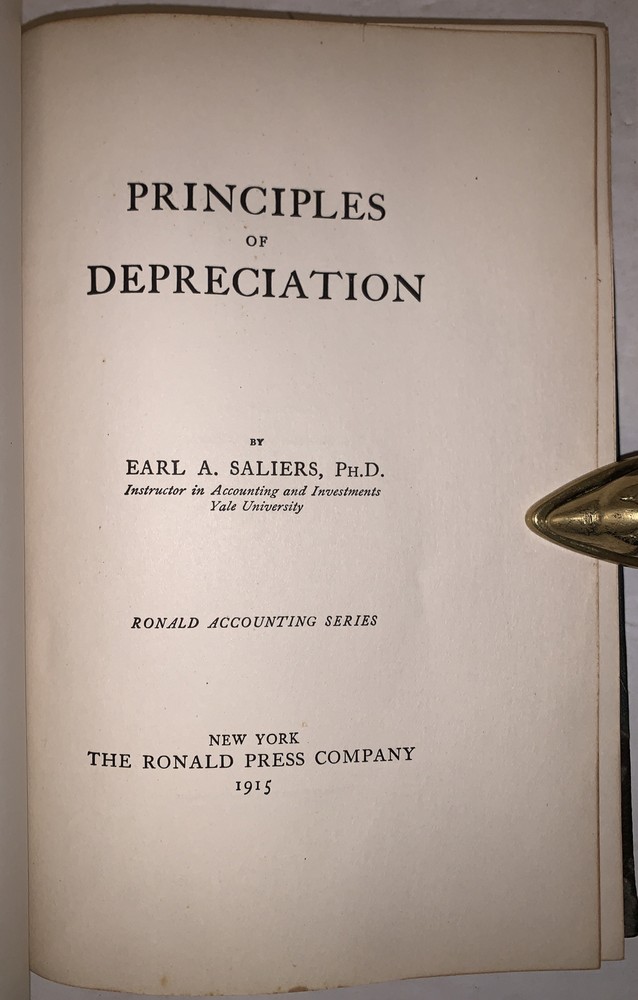 PRINCIPLES
OF
DEPRECIATION
BY
EARL A. SALIERS, PH.D.
Instructor in Accounting and Investments
Yale University
RONALD ACCOUNTING SERIES
NEW YORK
THE RONALD PRESS COMPANY
1915